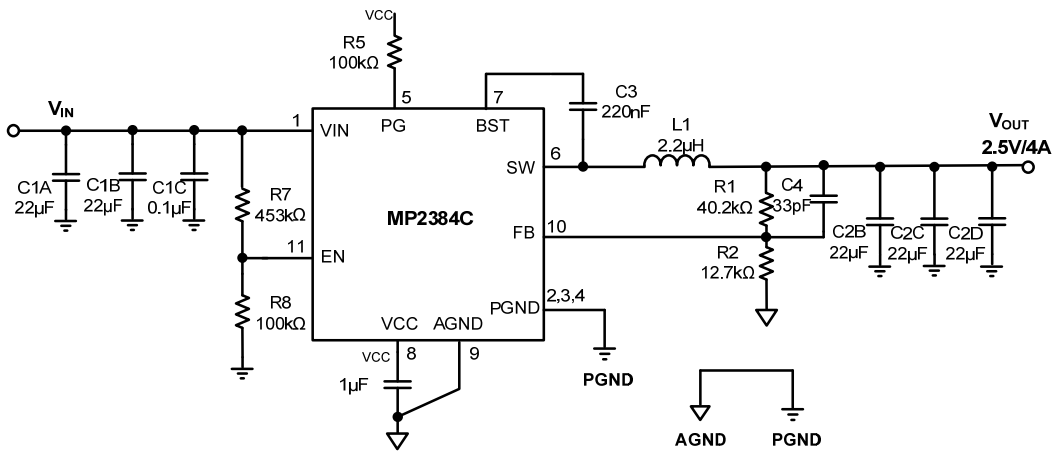 VCC
R5
100kΩ
VIN
1
VIN
5
PG
7
BST
C3
220nF
6
SW
L1
2.2µH
VOUT
2.5V/4A
C1A
22µF
C1B
22µF
C1C
0.1µF
R7
453kΩ
MP2384C
R1
40.2kΩ
C4
33pF
FB
10
C2B
22µF
C2C
22µF
C2D
22µF
11
EN
R2
12.7kΩ
R8
100kΩ
PGND
2,3,4
VCC
AGND
VCC
8
9
1µF
PGND
AGND
PGND